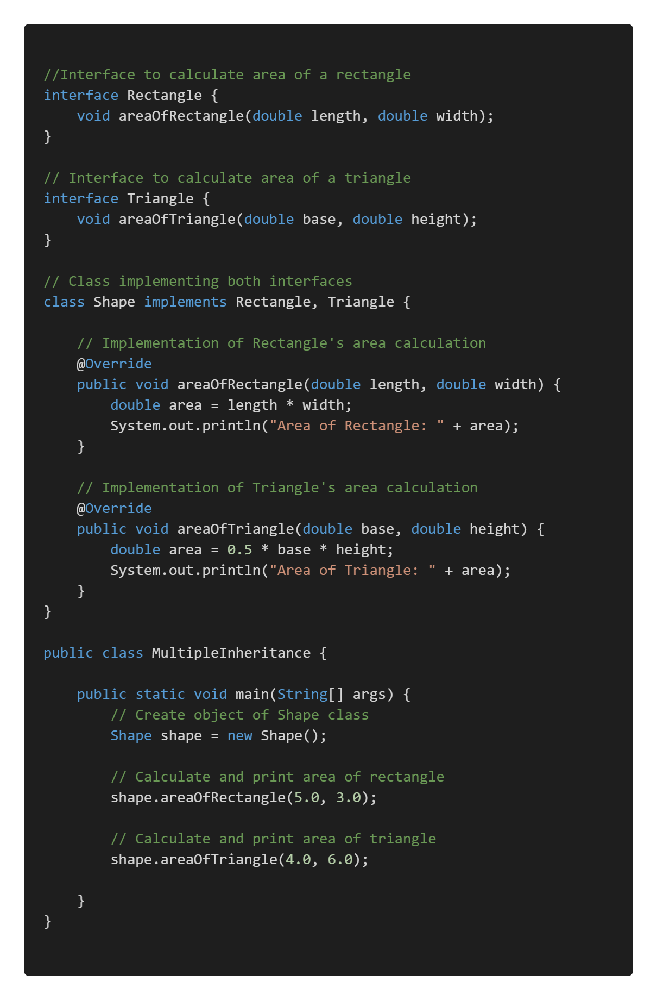 //Interface to calculate area of a rectangle
interface Rectangle {
    void areaOfRectangle(double length, double width);
}

// Interface to calculate area of a triangle
interface Triangle {
    void areaOfTriangle(double base, double height);
}

// Class implementing both interfaces
class Shape implements Rectangle, Triangle {

    // Implementation of Rectangle's area calculation
    @Override
    public void areaOfRectangle(double length, double width) {
        double area = length * width;
        System.out.println("Area of Rectangle: " + area);
    }

    // Implementation of Triangle's area calculation
    @Override
    public void areaOfTriangle(double base, double height) {
        double area = 0.5 * base * height;
        System.out.println("Area of Triangle: " + area);
    }
}

public class MultipleInheritance {

    public static void main(String[] args) {
        // Create object of Shape class
        Shape shape = new Shape();

        // Calculate and print area of rectangle
        shape.areaOfRectangle(5.0, 3.0);

        // Calculate and print area of triangle
        shape.areaOfTriangle(4.0, 6.0);

    }
}